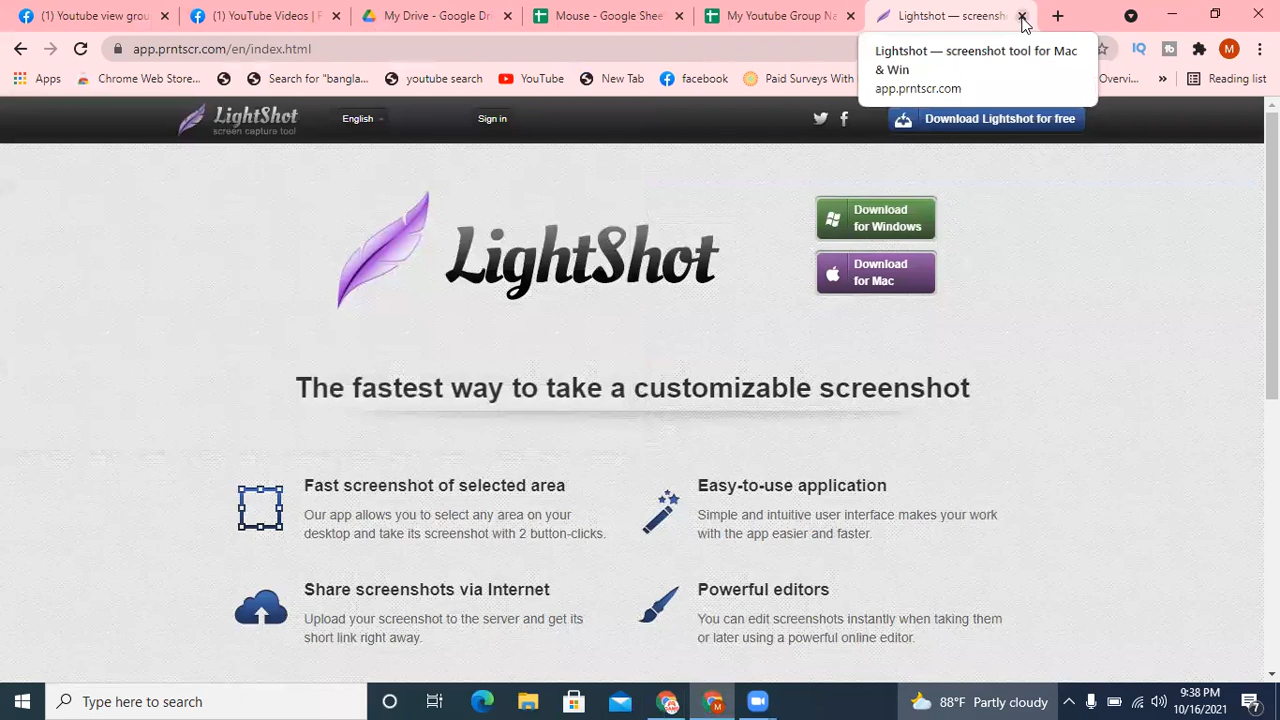 (1) Youtube view grou
(1) YouTube Videos | F
My Drive - Google Dri
Mouse - Google Shee
My Youtube Group Na
Lightshot — screensh
app.prntscr.com/en/index.html
Lightshot — screenshot tool for Mac
& Win
app.prntscr.com
IQ
M
Apps
Chrome Web Store...
Search for "bangla...
youtube.search
YouTube
New Tab
facebook
Paid Surveys With
Overvi...
»
Reading list
LightShot
screen capture tool
English
Sign in
Download Lightshot for free
LightShot
Download
for Windows
Download
for Mac
The fastest way to take a customizable screenshot
Fast screenshot of selected area
Our app allows you to select any area on your
desktop and take its screenshot with 2 button-clicks.
Easy-to-use application
Simple and intuitive user interface makes your work
with the app easier and faster.
Share screenshots via Internet
Upload your screenshot to the server and get its
short link right away.
Powerful editors
You can edit screenshots instantly when taking them
or later using a powerful online editor.
Type here to search
88°F Partly cloudy
9:38 PM
10/16/2021
7